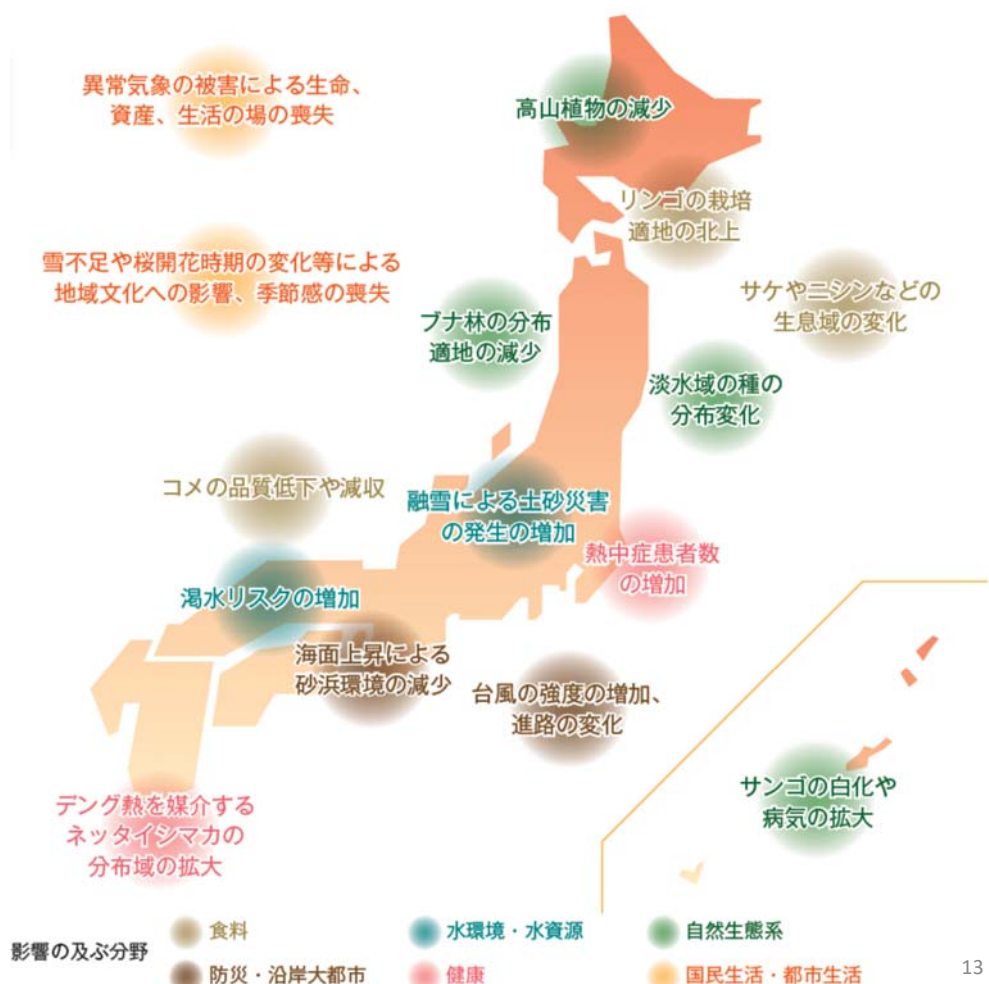 異常気象の被害による生命、
資産、生活の場の喪失
高山植物の減少
リンゴの栽培
適地の北上
雪不足や桜開花時期の変化等による
地域文化への影響、季節感の喪失
サケやニシンなどの
生息域の変化
ブナ林の分布
適地の減少
淡水域の種の
分布変化
コメの品質低下や減収
融雪による土砂災害
の発生の増加
熱中症患者数
の増加
渇水リスクの増加
海面上昇による
砂浜環境の減少
台風の強度の増加、
進路の変化
サンゴの白化や
病気の拡大
デング熱を媒介する
ネッタイシマカの
分布域の拡大
影響の及ぶ分野
食料
水環境・水資源
自然生態系
防災・沿岸大都市
健康
国民生活・都市生活
13